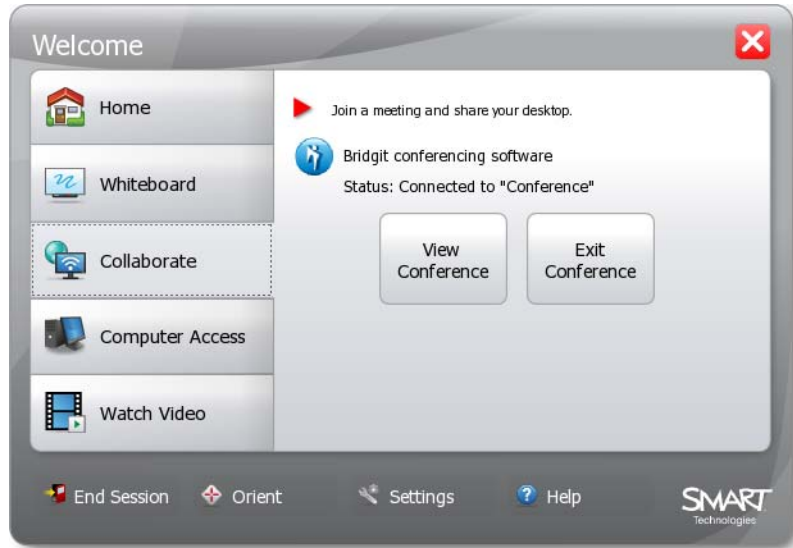 Welcome
Home
Whiteboard
Collaborate
Computer Access
Watch Video
Join a meeting and share your desktop.
Bridgit conferencing software
Status: Connected to "Conference"
View
Conference
Exit
Conference
End Session
Orient
Settings
Help
SMART
Technologies